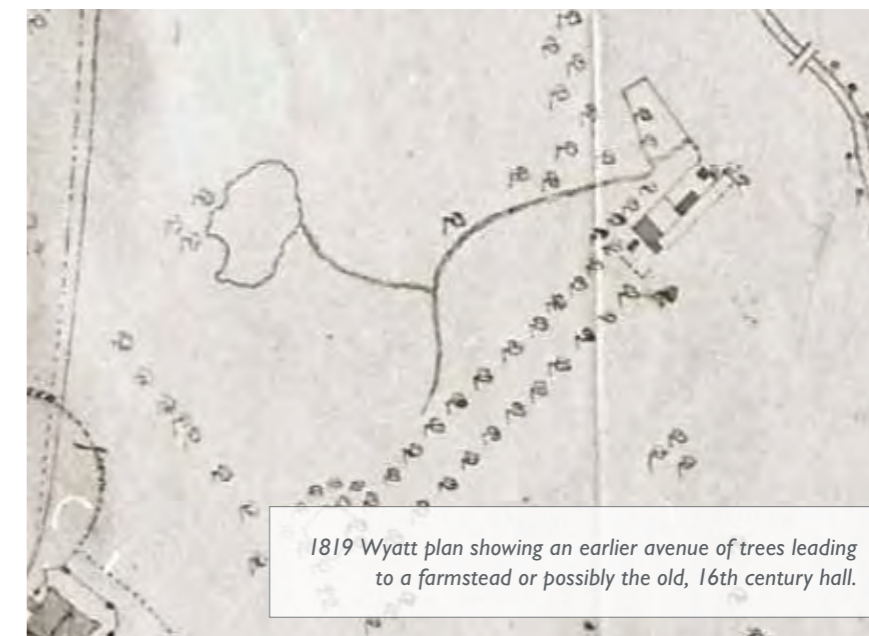 1819 Wyatt plan showing an earlier avenue of trees leading
to a farmstead or possibly the old, 16th century hall.